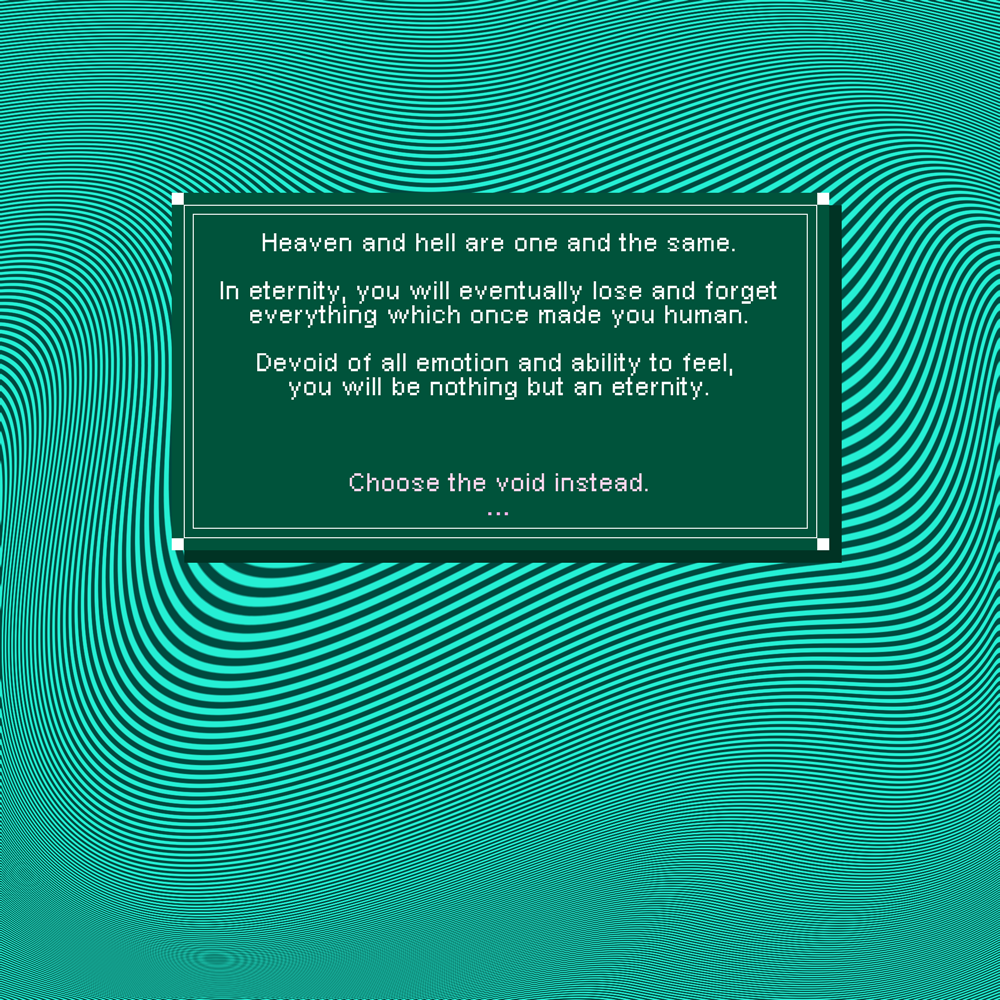 Heaven and hell are one and the same.
In eternity, you will eventually lose and forget
everything which once made you human.
Devoid of all emotion and ability to feel,
you will be nothing but an eternity.
Choose the void instead.
...